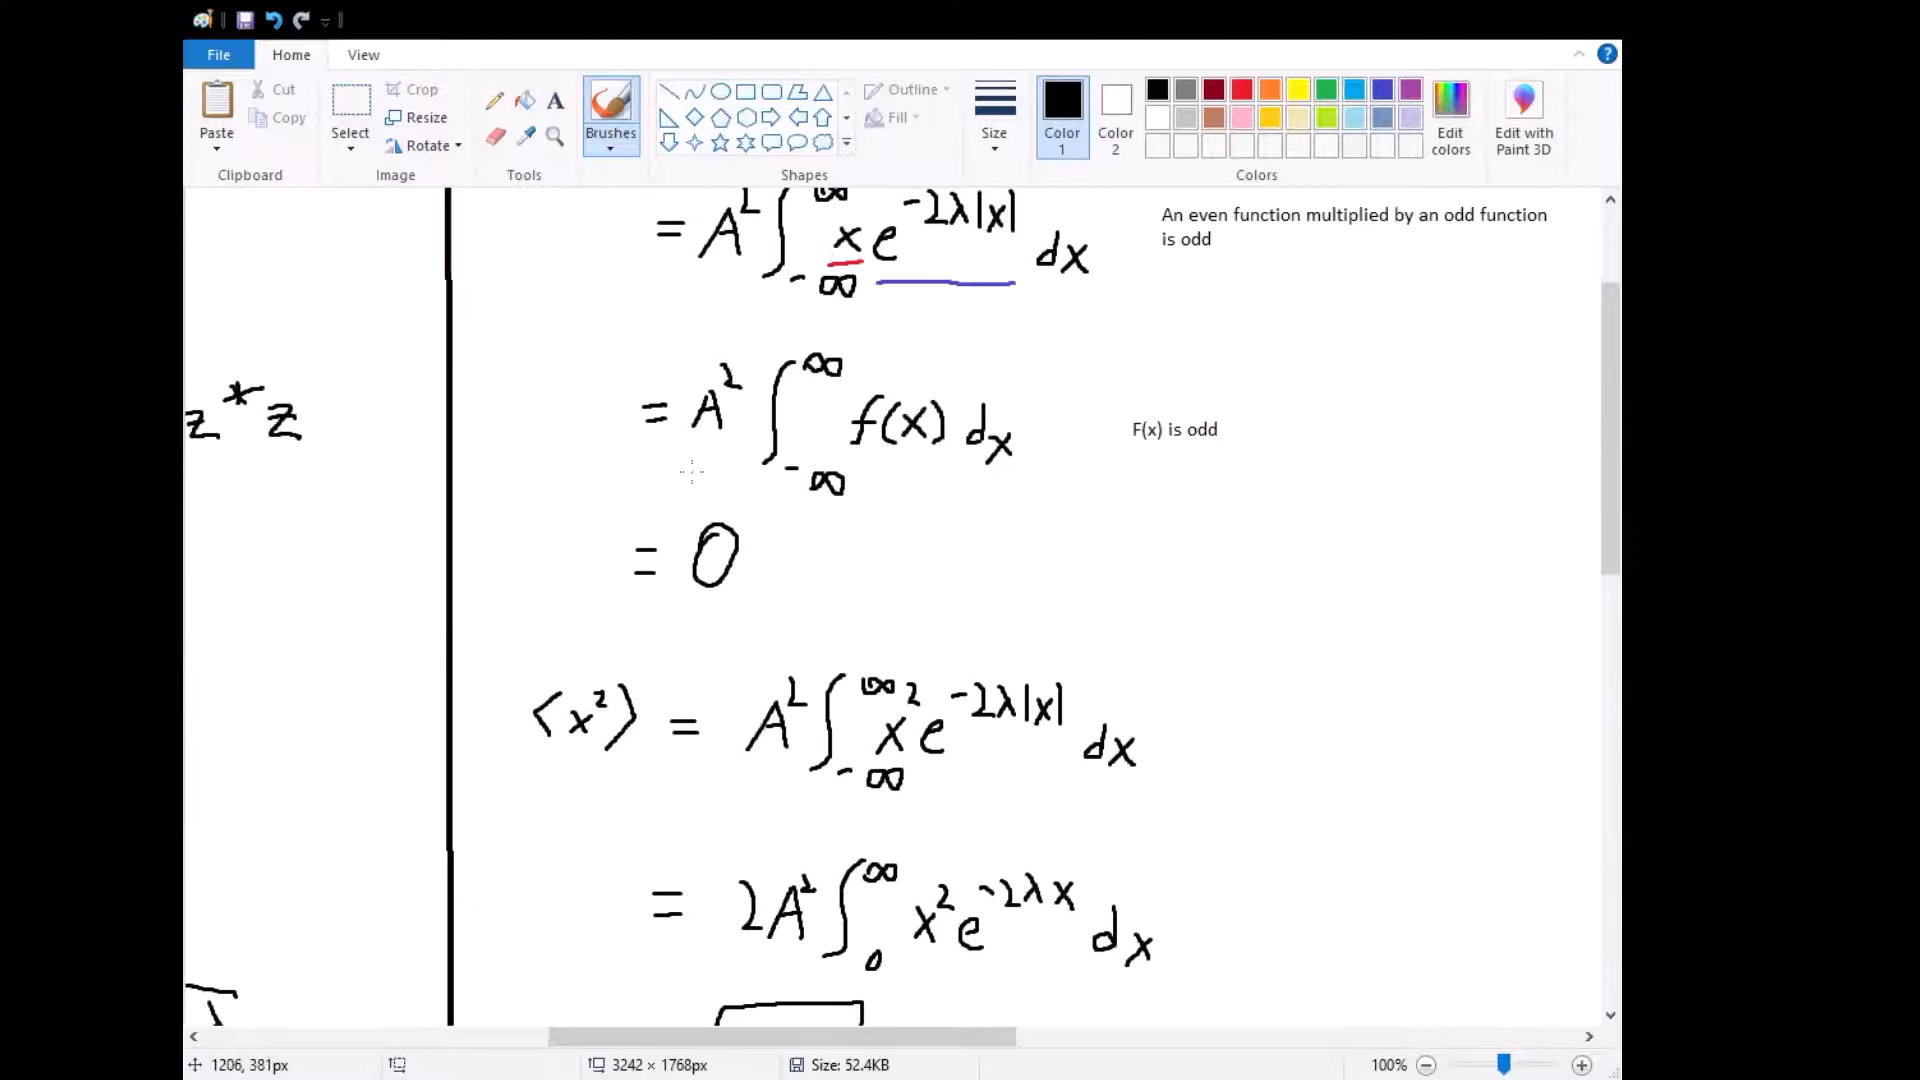 File Home View
Paste
Cut
Copy
Clipboard
Select
Crop
Resize
Rotate
Image
A
Tools
Brushes
Shapes
Outline
Fill
Size
Color 1
Color 2
Colors
Edit colors
Edit with Paint 3D
= A² ∫_{-∞}^{∞} x e^{-2λ|x|} dx
An even function multiplied by an odd function
is odd
z*z
= A² ∫_{-∞}^{∞} f(x) dx
F(x) is odd
= 0
⟨x²⟩ = A² ∫_{-∞}^{∞} x² e^{-2λ|x|} dx
= 2A² ∫_{0}^{∞} x² e^{-2λx} dx
1206, 381px
3242 × 1768px
Size: 52.4KB
100%